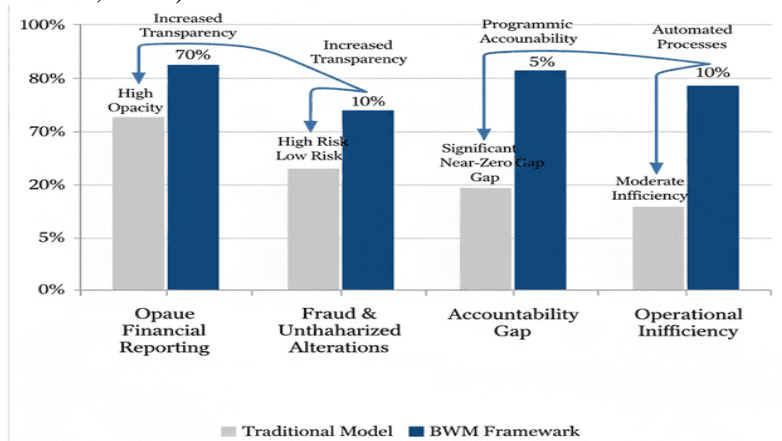 100%
80%
70%
20%
5%
0%
Increased
Transparency
70%
High
Opacity
Increased
Transparency
10%
High Risk
Low Risk
Programmic
Accounability
5%
Significant
Near-Zero Gap
Gap
Automated
Processes
10%
Moderate
Infficiency
Opaue
Financial
Reporting
Fraud &
Unthaharized
Alterations
Accountability
Gap
Operational
Inifficiency
Traditional Model
BWM Framewark